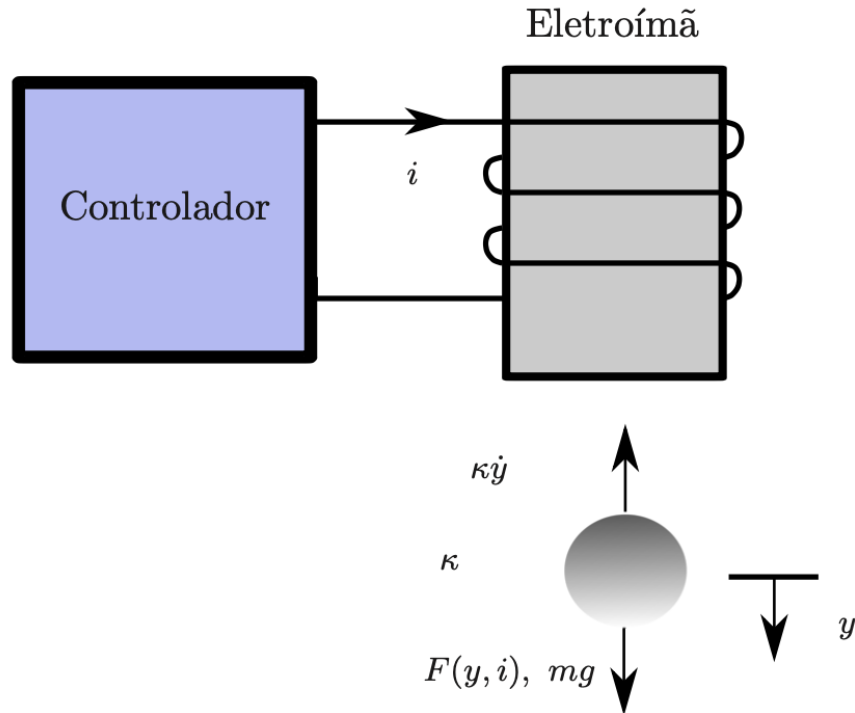 Eletroímã
Controlador
i
κẏ
κ
y
F(y, i), mg